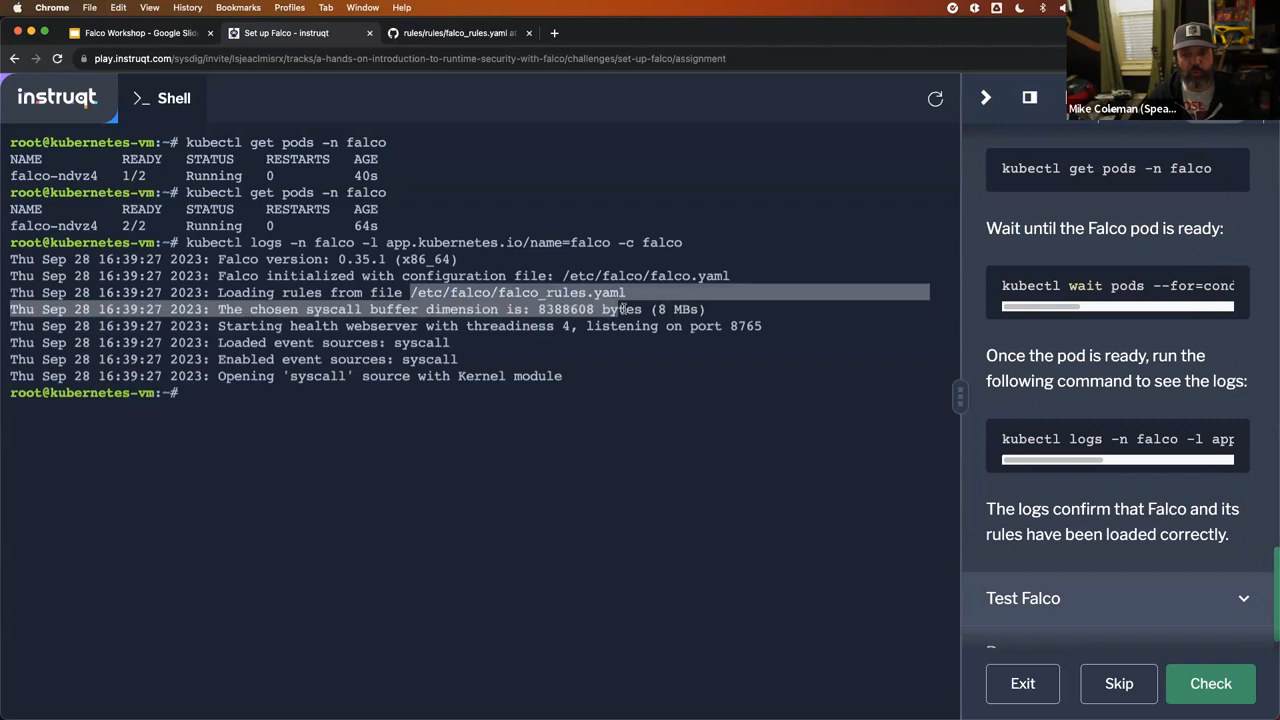 Chrome File Edit View History Bookmarks Profiles Tab Window Help
Falco Workshop - Google Slid × Set up Falco - instruqt × rules/rules/falco_rules.yaml at × +
play.instruqt.com/sysdig/invite/lsjeaclmisrx/tracks/a-hands-on-introduction-to-runtime-security-with-falco/challenges/set-up-falco/assignment
Mike Coleman (Spea...
instruqt >_ Shell
root@kubernetes-vm:~# kubectl get pods -n falco
NAME READY STATUS RESTARTS AGE
falco-ndvz4 1/2 Running 0 40s
root@kubernetes-vm:~# kubectl get pods -n falco
NAME READY STATUS RESTARTS AGE
falco-ndvz4 2/2 Running 0 64s
root@kubernetes-vm:~# kubectl logs -n falco -l app.kubernetes.io/name=falco -c falco
Thu Sep 28 16:39:27 2023: Falco version: 0.35.1 (x86_64)
Thu Sep 28 16:39:27 2023: Falco initialized with configuration file: /etc/falco/falco.yaml
Thu Sep 28 16:39:27 2023: Loading rules from file /etc/falco/falco_rules.yaml
Thu Sep 28 16:39:27 2023: The chosen syscall buffer dimension is: 8388608 bytes (8 MBs)
Thu Sep 28 16:39:27 2023: Starting health webserver with threadiness 4, listening on port 8765
Thu Sep 28 16:39:27 2023: Loaded event sources: syscall
Thu Sep 28 16:39:27 2023: Enabled event sources: syscall
Thu Sep 28 16:39:27 2023: Opening 'syscall' source with Kernel module
root@kubernetes-vm:~#
kubectl get pods -n falco
Wait until the Falco pod is ready:
kubectl wait pods --for=cond
Once the pod is ready, run the
following command to see the logs:
kubectl logs -n falco -l app
The logs confirm that Falco and its
rules have been loaded correctly.
Test Falco
Exit Skip Check